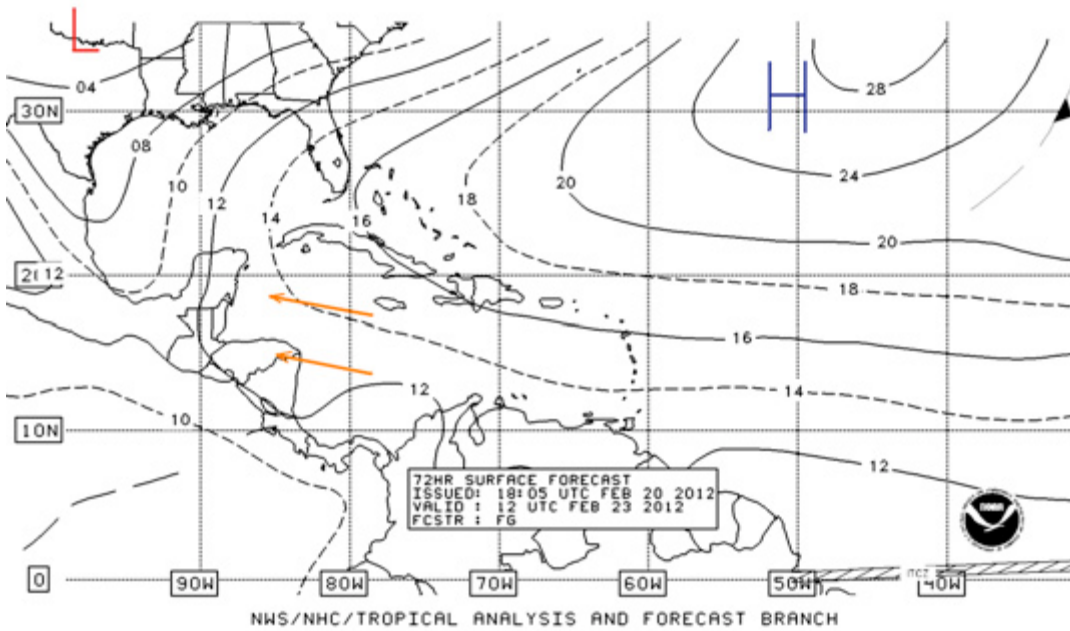 L
04
H
28
30N
08
24
10
12
14
16
18
20
20
12
18
16
14
12
10
10N
12
72HR SURFACE FORECAST
ISSUED: 18:05 UTC FEB 20 2012
VALID : 12 UTC FEB 23 2012
FCSTR : FG
NOAA
ITCZ
0
90W 80W 70W 60W 50W 40W
NWS/NHC/TROPICAL ANALYSIS AND FORECAST BRANCH